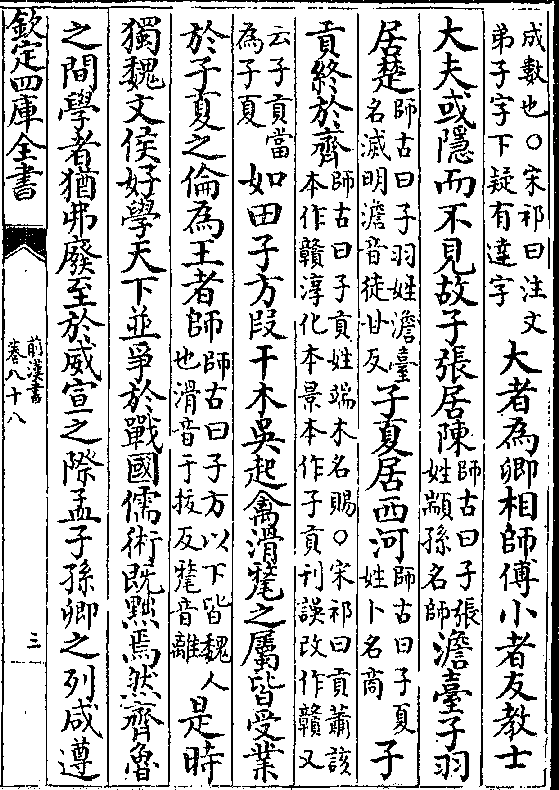 成數也○宋祁曰注文弟子字下疑有達字大者為卿相師傅小者友教士
大夫或隱而不見故子張居陳師古曰子張姓顓孫名師澹臺子羽
居楚師古曰子羽姓澹臺名滅明澹音徒甘反子夏居西河師古曰子夏姓卜名商子
貢終於齊師古曰子貢姓端木名賜○宋祁曰貢蕭該本作贛淳化本景本作子貢刊誤改作贛又
云子貢當為子夏如田子方段干木吳起禽滑氂之屬皆受業
於子夏之倫為王者師師古曰子方以下皆魏人也滑音于拔反氂音離是時
獨魏文侯好學天下並爭於戰國儒術既黜焉然齊魯
之間學者猶弗廢至於威宣之際孟子孫卿之列咸遵
欽定四庫全書
前漢書
卷八十八
三